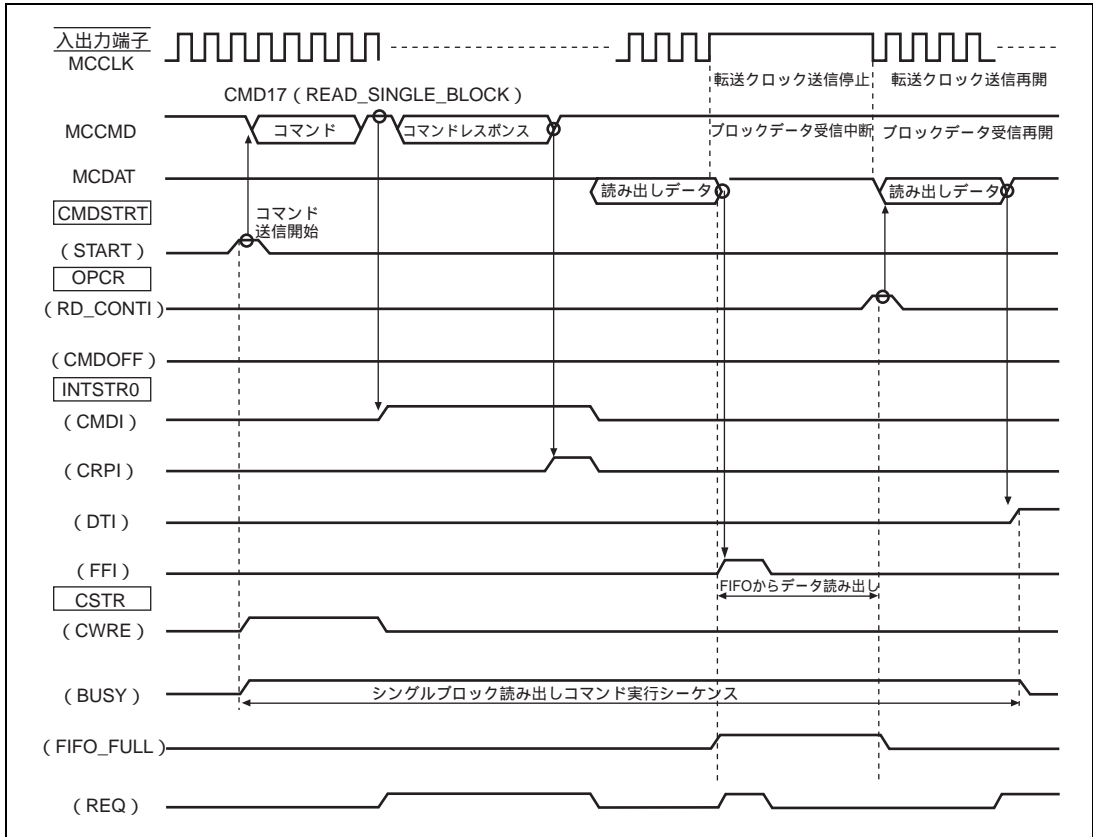 入出力端子
MCCLK
転送クロック送信停止
転送クロック送信再開
CMD17（READ_SINGLE_BLOCK）
MCCMD
コマンド
コマンドレスポンス
ブロックデータ受信中断
ブロックデータ受信再開
MCDAT
読み出しデータ
読み出しデータ
CMDSTRT
コマンド
送信開始
（START）
OPCR
（RD_CONTI）
（CMDOFF）
INTSTR0
（CMDI）
（CRPI）
（DTI）
（FFI）
FIFOからデータ読み出し
CSTR
（CWRE）
（BUSY）
シングルブロック読み出しコマンド実行シーケンス
（FIFO_FULL）
（REQ）